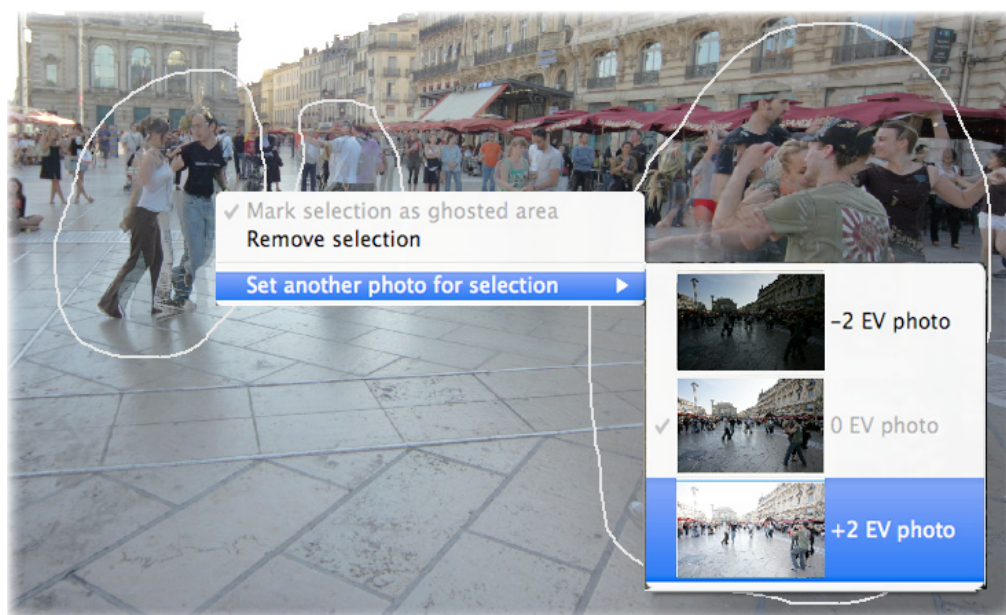 ✓ Mark selection as ghosted area
Remove selection
Set another photo for selection ▶
−2 EV photo
✓ 0 EV photo
+2 EV photo